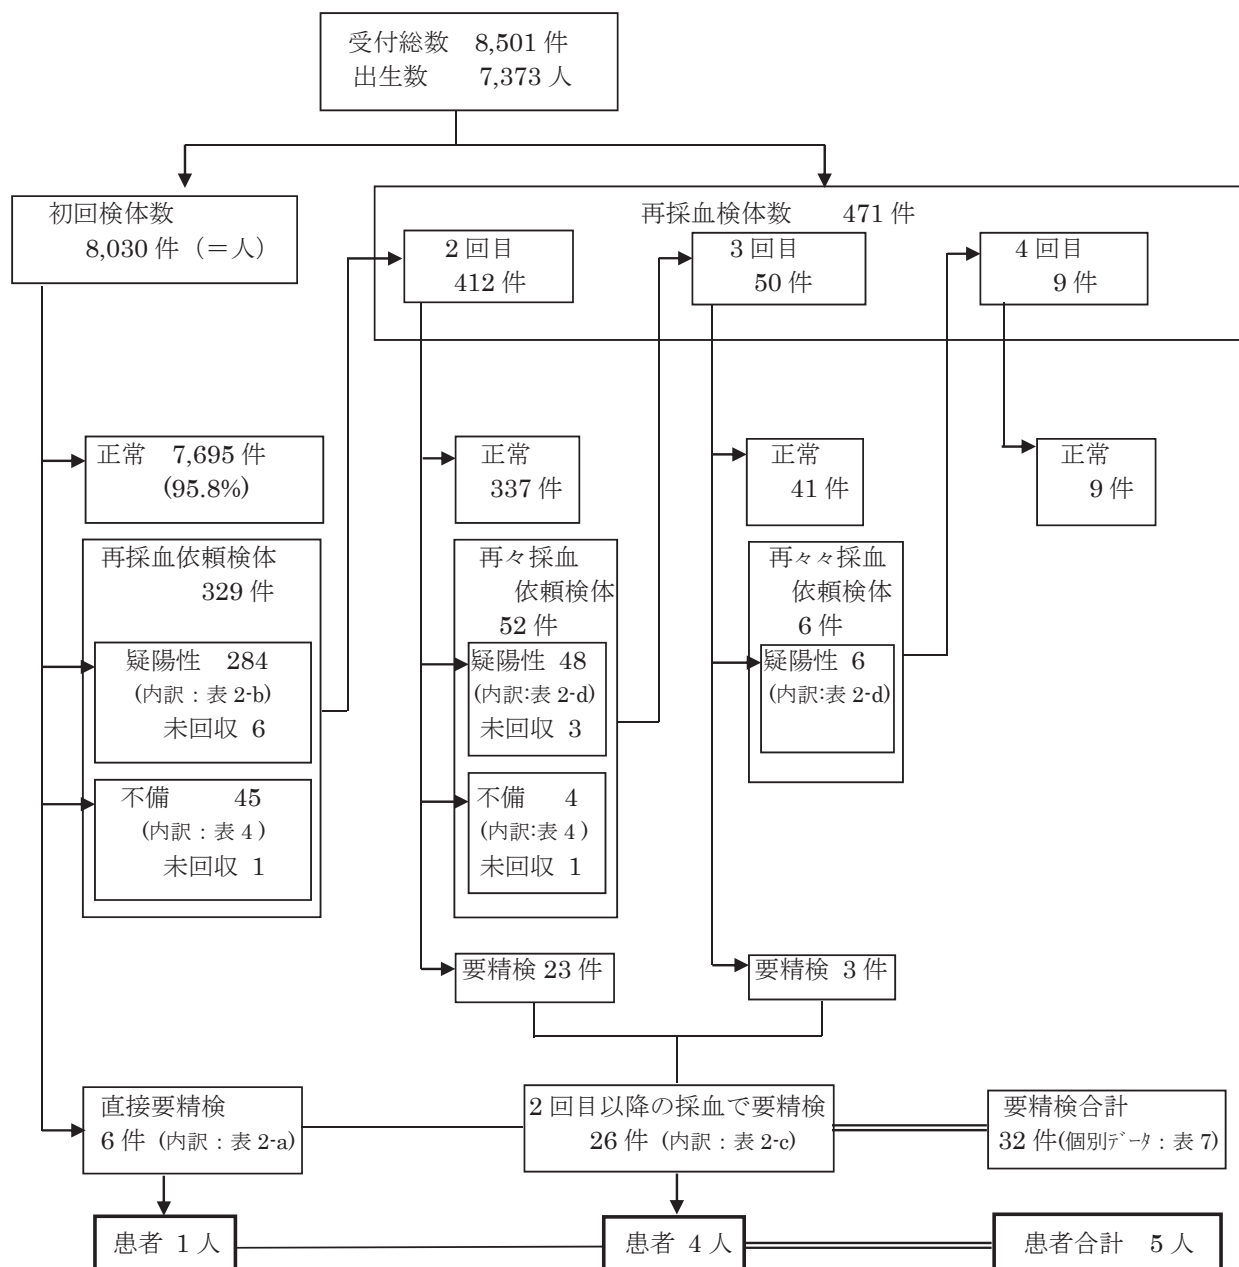 受付総数 8,501 件
出生数 7,373 人
初回検体数
8,030 件 (＝人)
再採血検体数 471 件
2 回目
412 件
3 回目
50 件
4 回目
9 件
正常 7,695 件
(95.8%)
正常
337 件
正常
41 件
正常
9 件
再採血依頼検体
329 件
疑陽性 284
(内訳：表 2-b)
未回収 6
不備 45
(内訳：表 4 )
未回収 1
再々採血
依頼検体
52 件
疑陽性 48
(内訳:表 2-d)
未回収 3
不備 4
(内訳:表 4 )
未回収 1
再々々採血
依頼検体
6 件
疑陽性 6
(内訳:表 2-d)
要精検 23 件
要精検 3 件
直接要精検
6 件 (内訳：表 2-a)
2 回目以降の採血で要精検
26 件 (内訳：表 2-c)
要精検合計
32 件(個別ﾃﾞｰﾀ：表 7)
患者 1 人
患者 4 人
患者合計 5 人